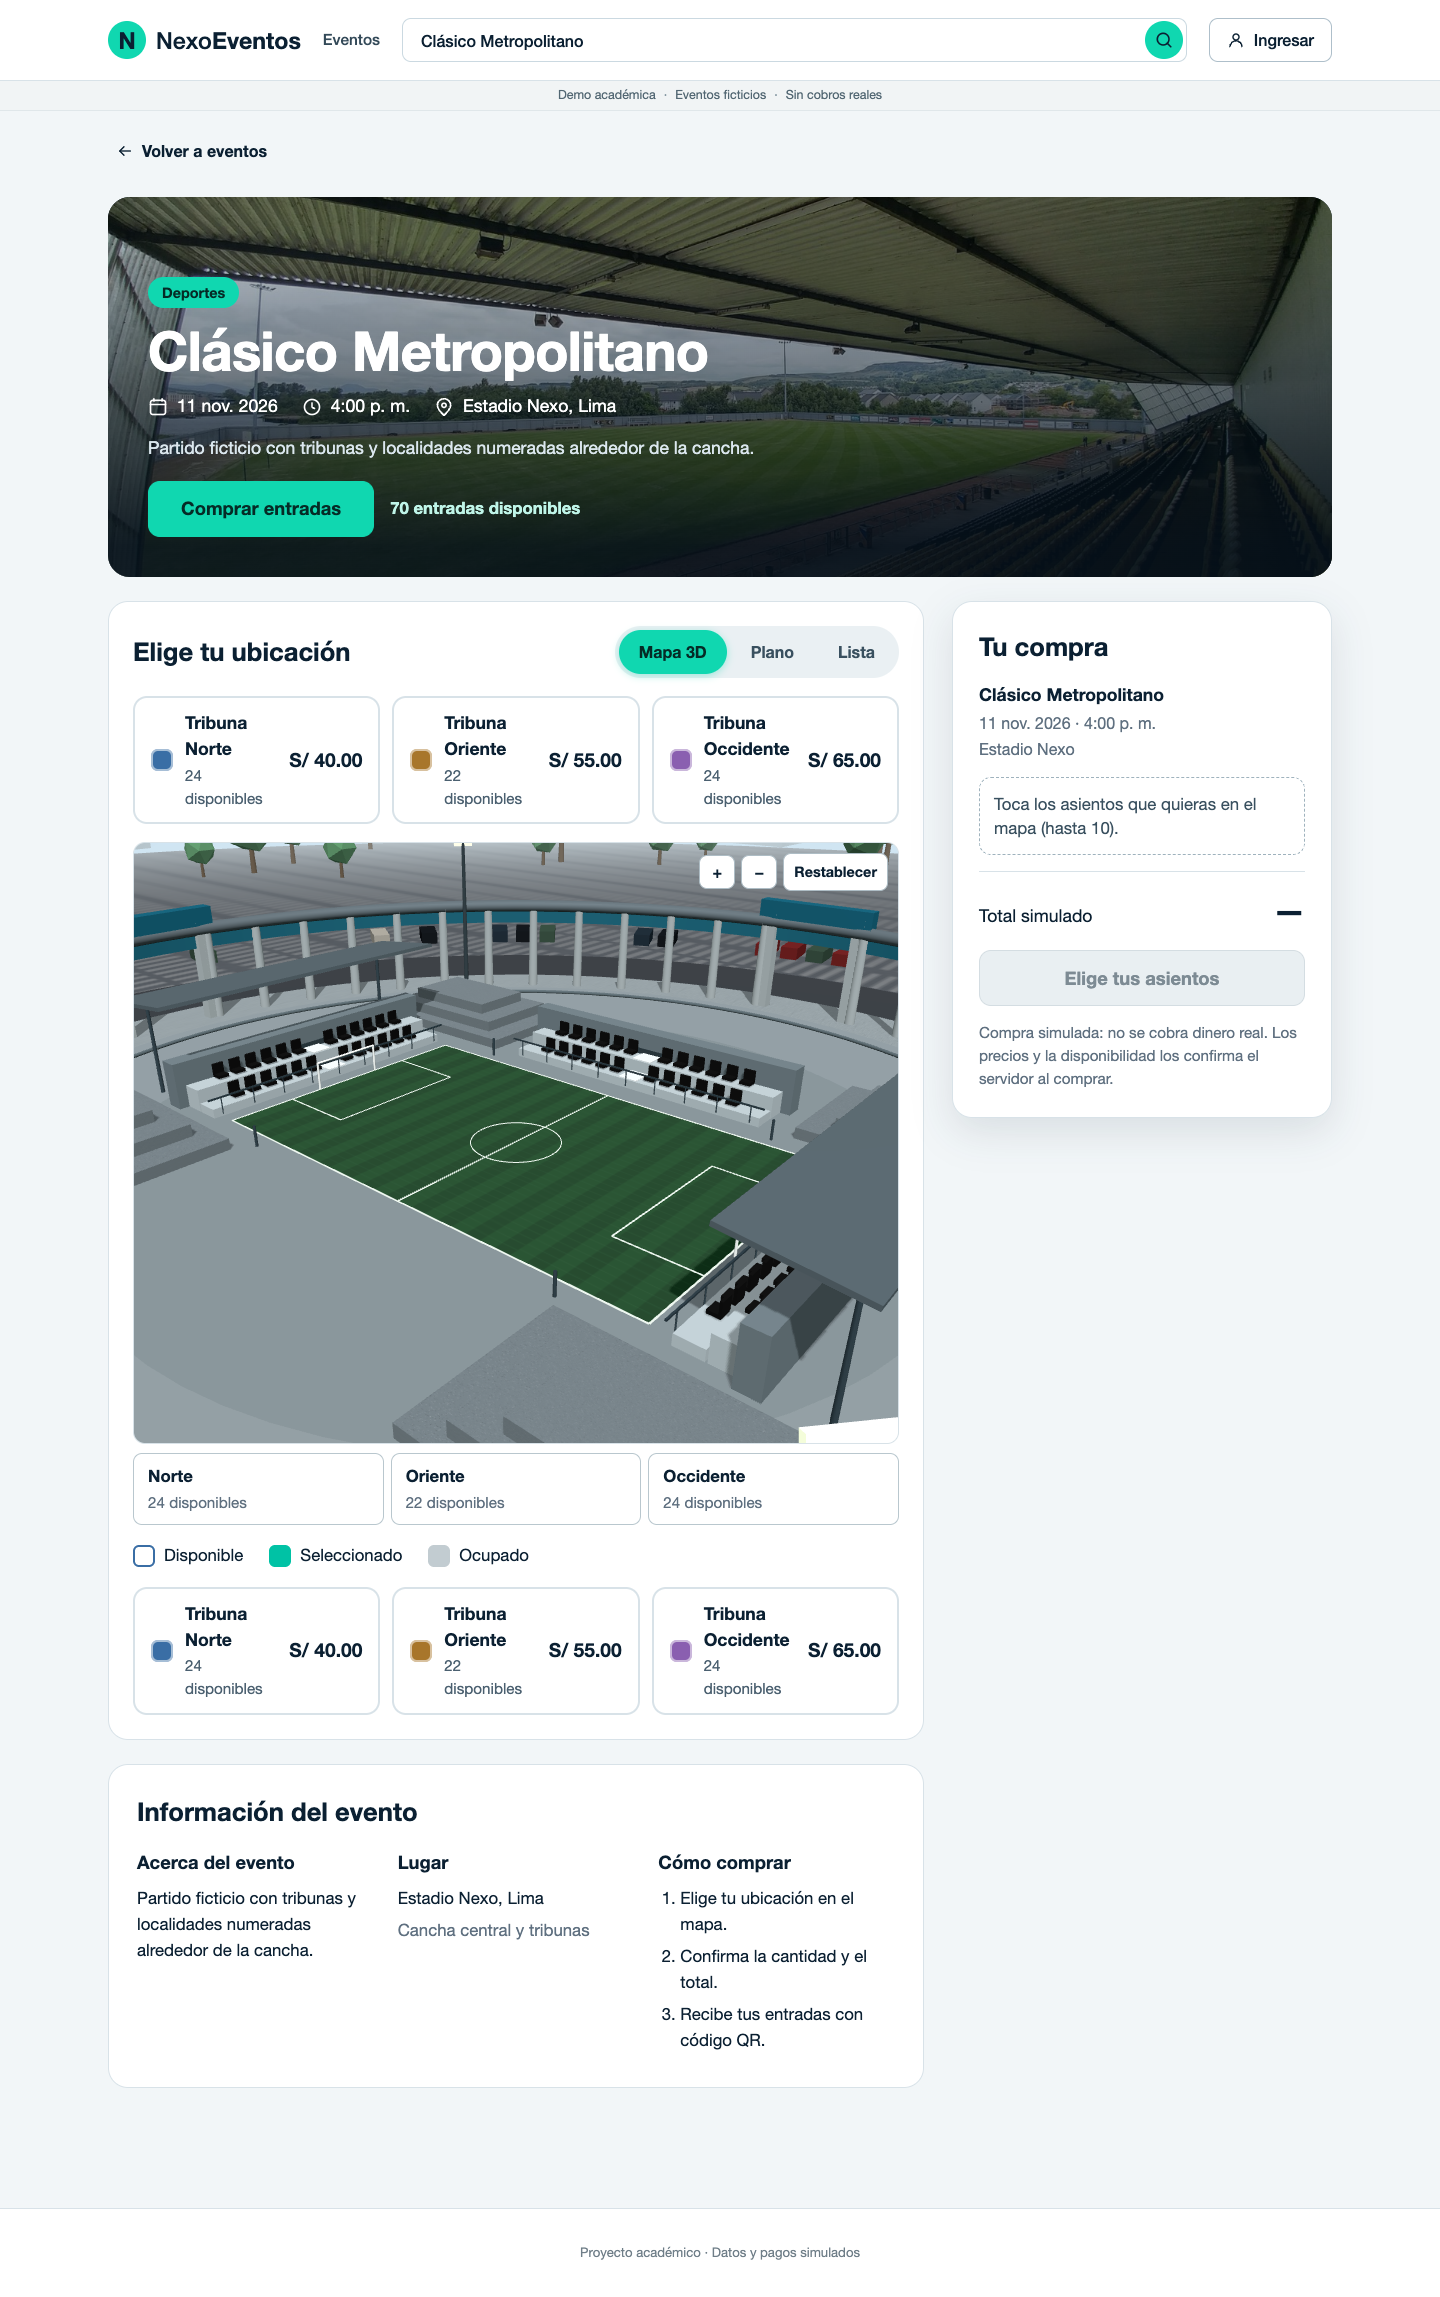 N NexoEventos
Eventos
Clásico Metropolitano
Ingresar
Demo académica · Eventos ficticios · Sin cobros reales
← Volver a eventos
Deportes
Clásico Metropolitano
11 nov. 2026
4:00 p. m.
Estadio Nexo, Lima
Partido ficticio con tribunas y localidades numeradas alrededor de la cancha.
Comprar entradas
70 entradas disponibles
Elige tu ubicación
Mapa 3D
Plano
Lista
Tribuna
Norte
24
disponibles
S/ 40.00
Tribuna
Oriente
22
disponibles
S/ 55.00
Tribuna
Occidente
24
disponibles
S/ 65.00
+
−
Restablecer
Norte
24 disponibles
Oriente
22 disponibles
Occidente
24 disponibles
Disponible
Seleccionado
Ocupado
Tribuna
Norte
24
disponibles
S/ 40.00
Tribuna
Oriente
22
disponibles
S/ 55.00
Tribuna
Occidente
24
disponibles
S/ 65.00
Tu compra
Clásico Metropolitano
11 nov. 2026 · 4:00 p. m.
Estadio Nexo
Toca los asientos que quieras en el
mapa (hasta 10).
Total simulado
—
Elige tus asientos
Compra simulada: no se cobra dinero real. Los
precios y la disponibilidad los confirma el
servidor al comprar.
Información del evento
Acerca del evento
Partido ficticio con tribunas y
localidades numeradas
alrededor de la cancha.
Lugar
Estadio Nexo, Lima
Cancha central y tribunas
Cómo comprar
1. Elige tu ubicación en el
mapa.
2. Confirma la cantidad y el
total.
3. Recibe tus entradas con
código QR.
Proyecto académico · Datos y pagos simulados